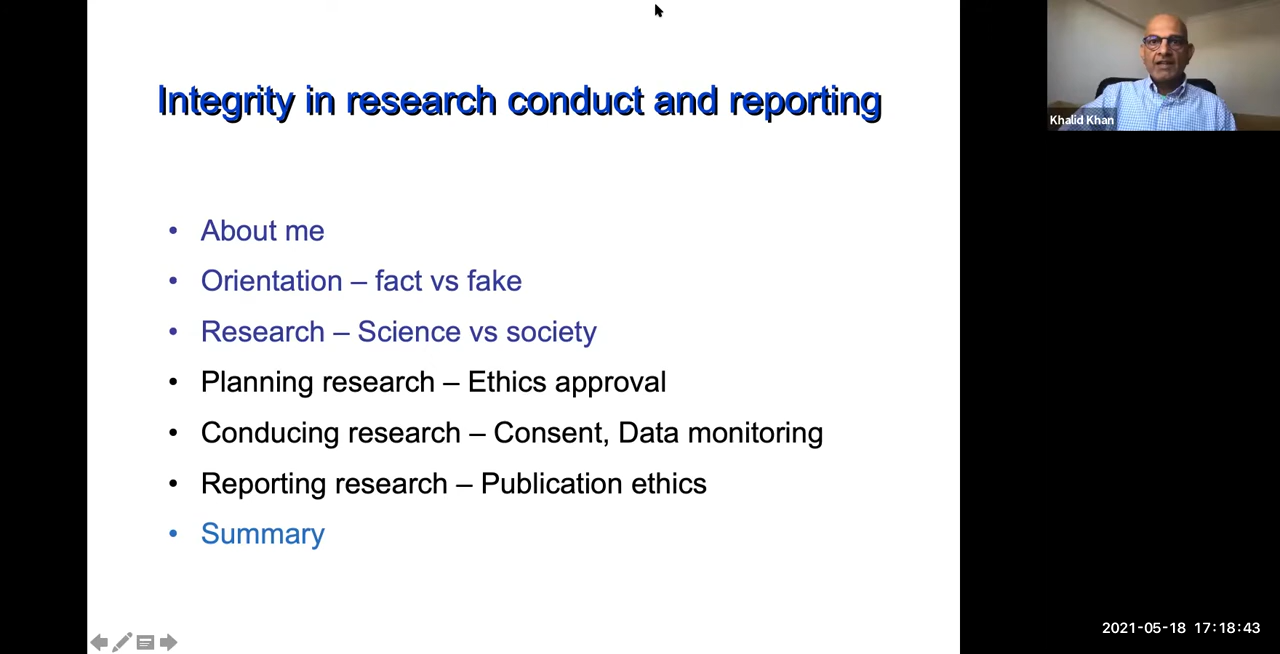 Integrity in research conduct and reporting
• About me
• Orientation – fact vs fake
• Research – Science vs society
• Planning research – Ethics approval
• Conducing research – Consent, Data monitoring
• Reporting research – Publication ethics
• Summary
Khalid Khan
2021-05-18 17:18:43